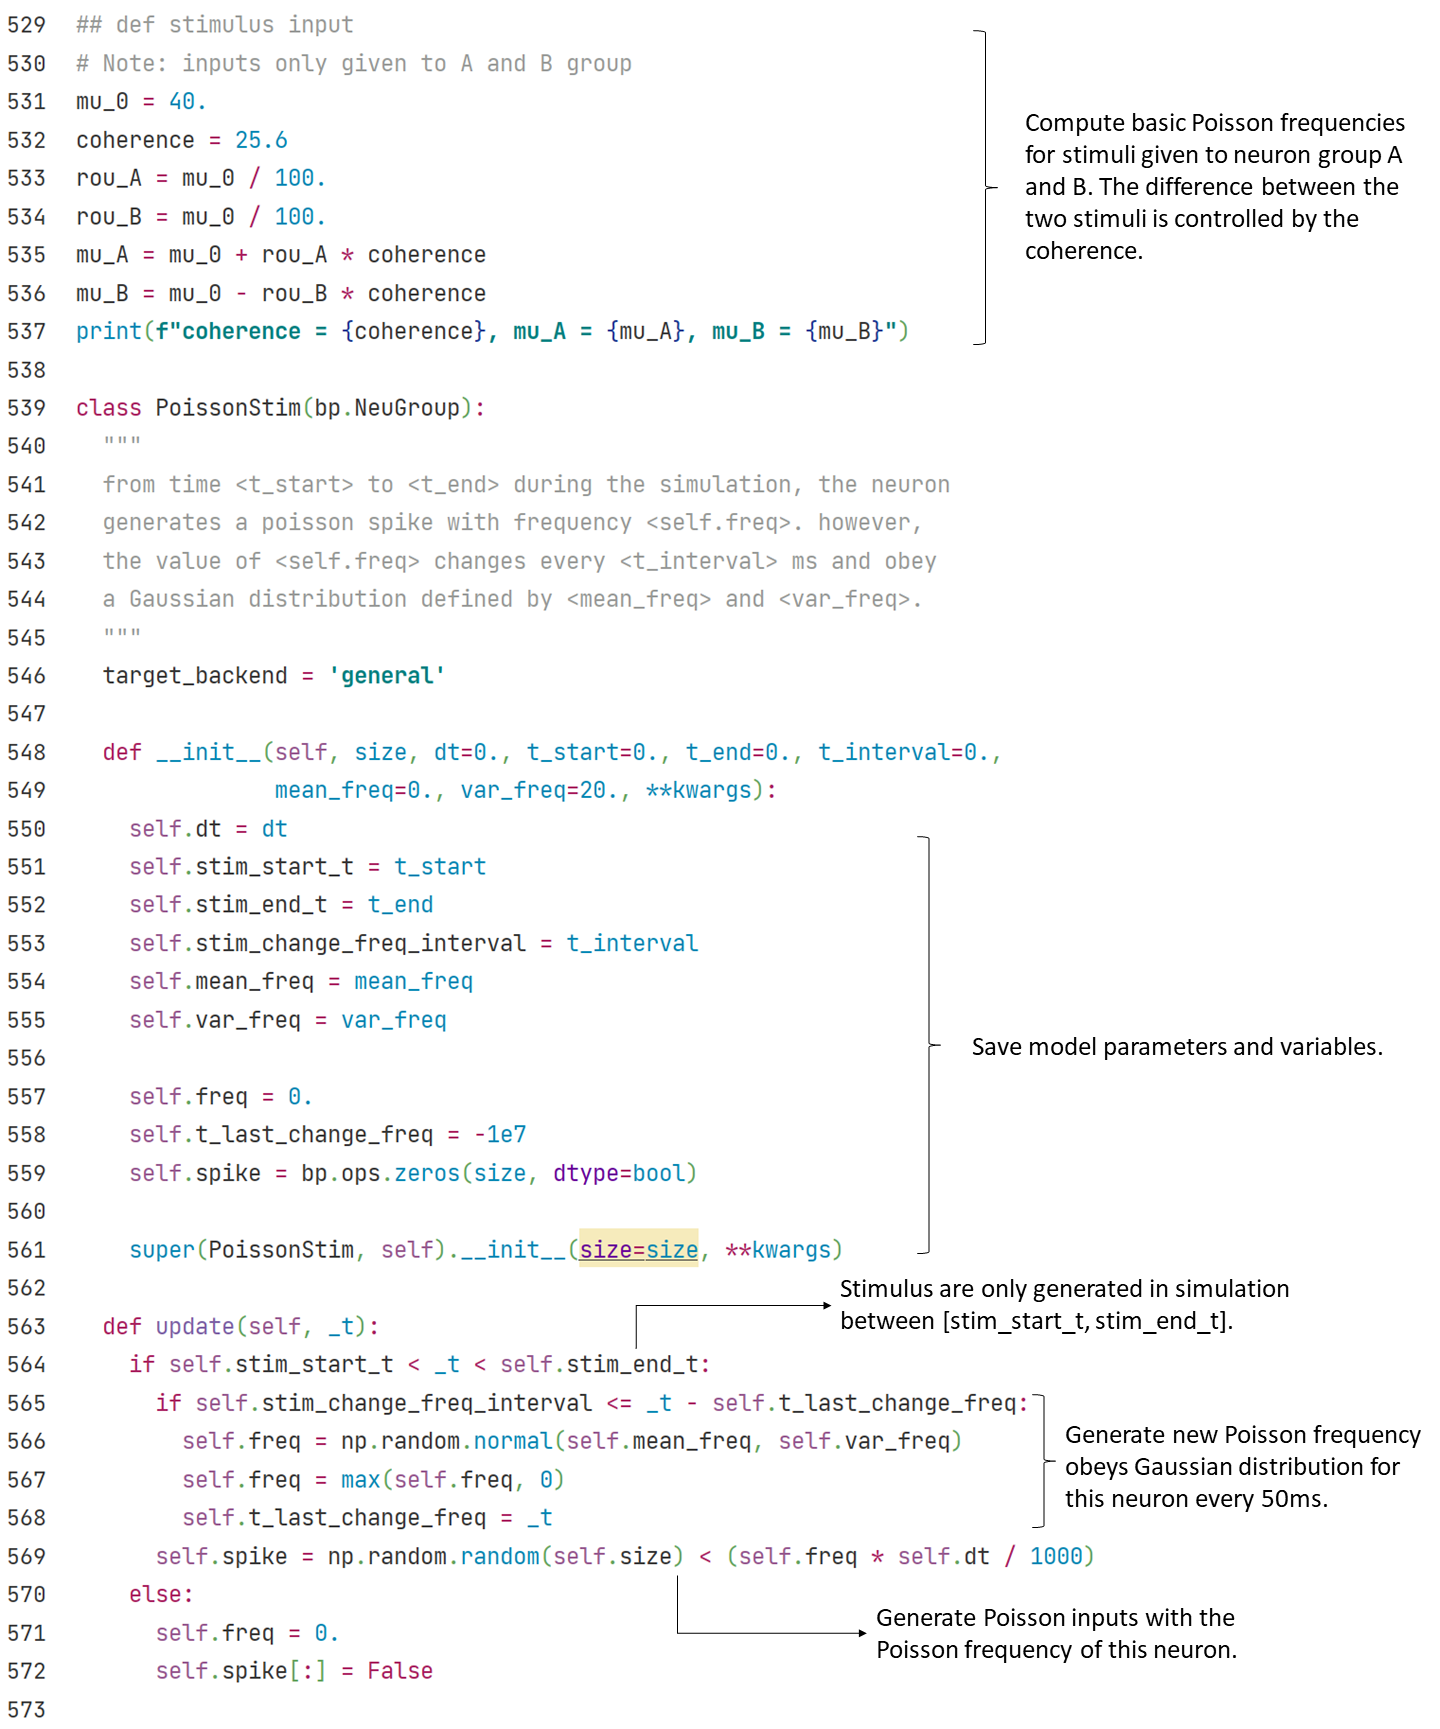 529 ## def stimulus input
530 # Note: inputs only given to A and B group
531 mu_0 = 40.
532 coherence = 25.6
533 rou_A = mu_0 / 100.
534 rou_B = mu_0 / 100.
535 mu_A = mu_0 + rou_A * coherence
536 mu_B = mu_0 - rou_B * coherence
537 print(f"coherence = {coherence}, mu_A = {mu_A}, mu_B = {mu_B}")
Compute basic Poisson frequencies
for stimuli given to neuron group A
and B. The difference between the
two stimuli is controlled by the
coherence.
538
539 class PoissonStim(bp.NeuGroup):
540   """
541   from time <t_start> to <t_end> during the simulation, the neuron
542   generates a poisson spike with frequency <self.freq>. however,
543   the value of <self.freq> changes every <t_interval> ms and obey
544   a Gaussian distribution defined by <mean_freq> and <var_freq>.
545   """
546   target_backend = 'general'
547
548   def __init__(self, size, dt=0., t_start=0., t_end=0., t_interval=0.,
549                mean_freq=0., var_freq=20., **kwargs):
550     self.dt = dt
551     self.stim_start_t = t_start
552     self.stim_end_t = t_end
553     self.stim_change_freq_interval = t_interval
554     self.mean_freq = mean_freq
555     self.var_freq = var_freq
556
557     self.freq = 0.
558     self.t_last_change_freq = -1e7
559     self.spike = bp.ops.zeros(size, dtype=bool)
560
561     super(PoissonStim, self).__init__(size=size, **kwargs)
Save model parameters and variables.
562
563   def update(self, _t):
564     if self.stim_start_t < _t < self.stim_end_t:
Stimulus are only generated in simulation
between [stim_start_t, stim_end_t].
565       if self.stim_change_freq_interval <= _t - self.t_last_change_freq:
566         self.freq = np.random.normal(self.mean_freq, self.var_freq)
567         self.freq = max(self.freq, 0)
568         self.t_last_change_freq = _t
Generate new Poisson frequency
obeys Gaussian distribution for
this neuron every 50ms.
569       self.spike = np.random.random(self.size) < (self.freq * self.dt / 1000)
570     else:
571       self.freq = 0.
572       self.spike[:] = False
Generate Poisson inputs with the
Poisson frequency of this neuron.
573